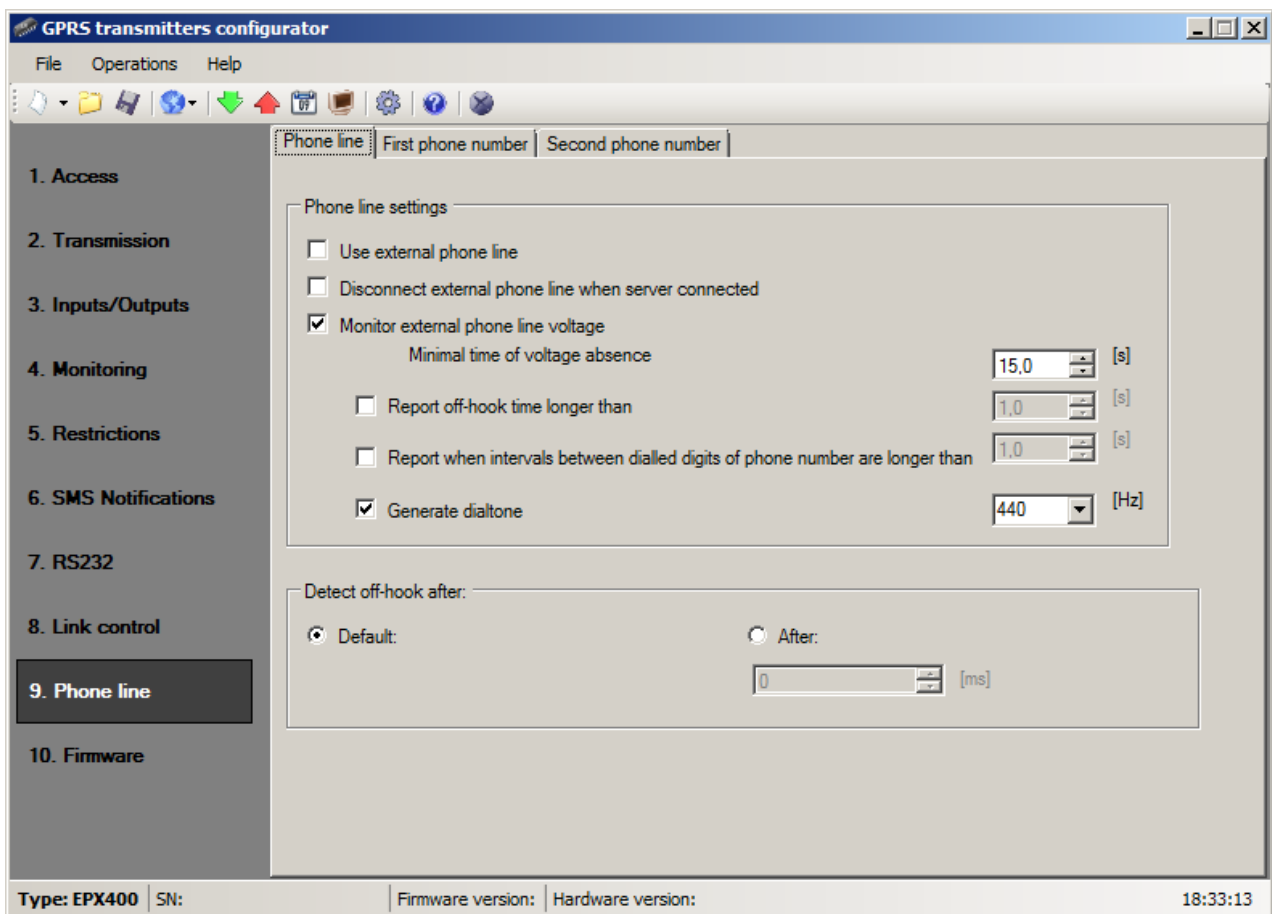 GPRS transmitters configurator
File Operations Help
09
Phone line First phone number Second phone number
1. Access
2. Transmission
3. Inputs/Outputs
4. Monitoring
5. Restrictions
6. SMS Notifications
7. RS232
8. Link control
9. Phone line
10. Firmware
Phone line settings
Use external phone line
Disconnect external phone line when server connected
Monitor external phone line voltage
Minimal time of voltage absence 15,0 [s]
Report off-hook time longer than 1,0 [s]
Report when intervals between dialled digits of phone number are longer than 1,0 [s]
Generate dialtone 440 [Hz]
Detect off-hook after:
Default: After:
0 [ms]
Type: EPX400 SN: Firmware version: Hardware version: 18:33:13